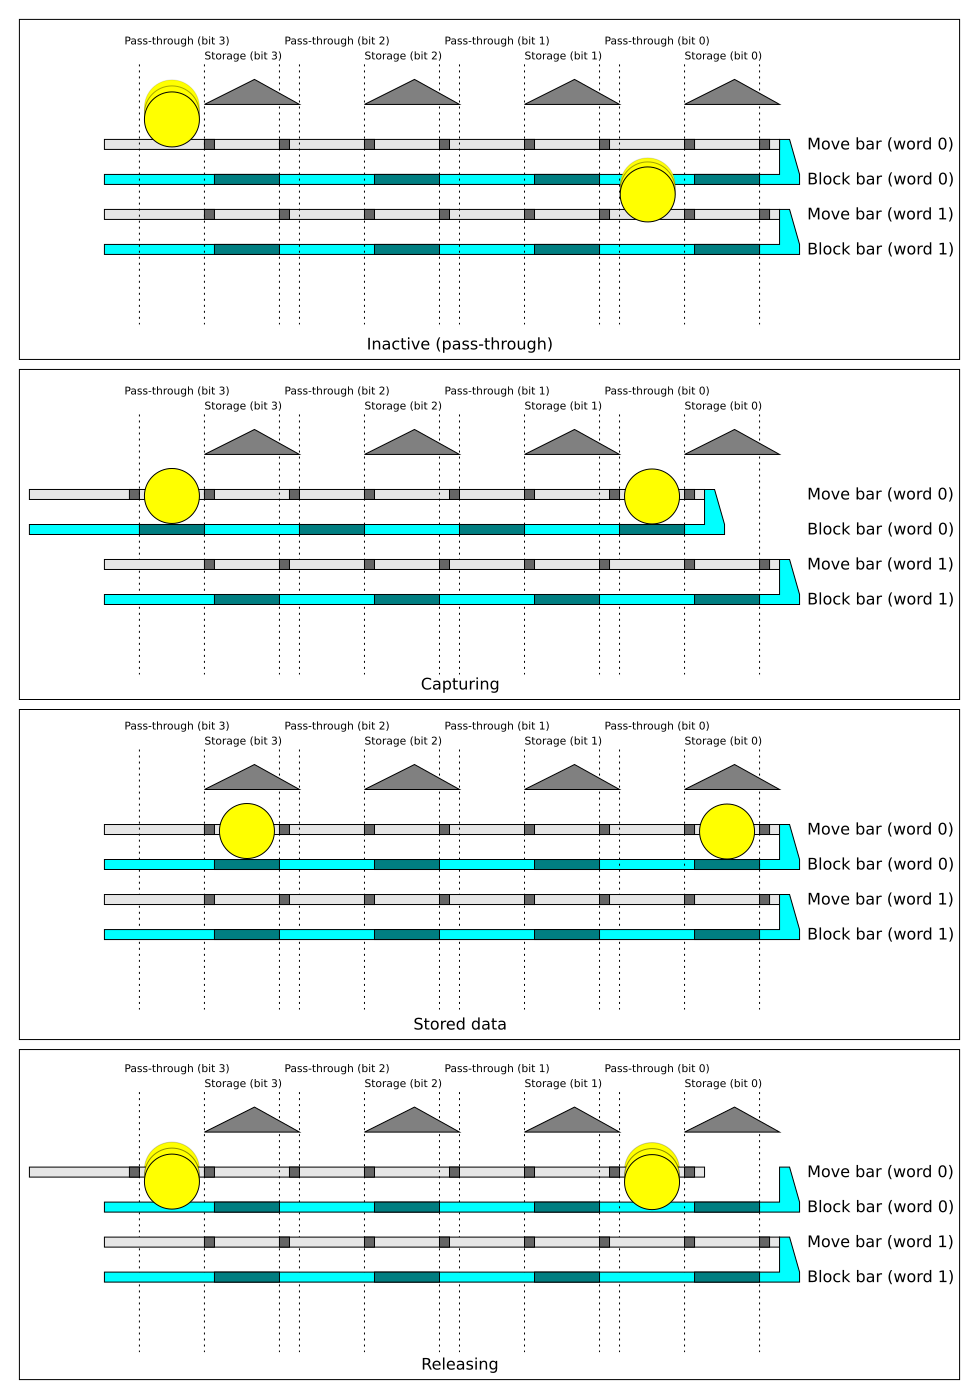 Pass-through (bit 3) Pass-through (bit 2) Pass-through (bit 1) Pass-through (bit 0)
Storage (bit 3) Storage (bit 2) Storage (bit 1) Storage (bit 0)
Move bar (word 0)
Block bar (word 0)
Move bar (word 1)
Block bar (word 1)
Inactive (pass-through)
Pass-through (bit 3) Pass-through (bit 2) Pass-through (bit 1) Pass-through (bit 0)
Storage (bit 3) Storage (bit 2) Storage (bit 1) Storage (bit 0)
Move bar (word 0)
Block bar (word 0)
Move bar (word 1)
Block bar (word 1)
Capturing
Pass-through (bit 3) Pass-through (bit 2) Pass-through (bit 1) Pass-through (bit 0)
Storage (bit 3) Storage (bit 2) Storage (bit 1) Storage (bit 0)
Move bar (word 0)
Block bar (word 0)
Move bar (word 1)
Block bar (word 1)
Stored data
Pass-through (bit 3) Pass-through (bit 2) Pass-through (bit 1) Pass-through (bit 0)
Storage (bit 3) Storage (bit 2) Storage (bit 1) Storage (bit 0)
Move bar (word 0)
Block bar (word 0)
Move bar (word 1)
Block bar (word 1)
Releasing